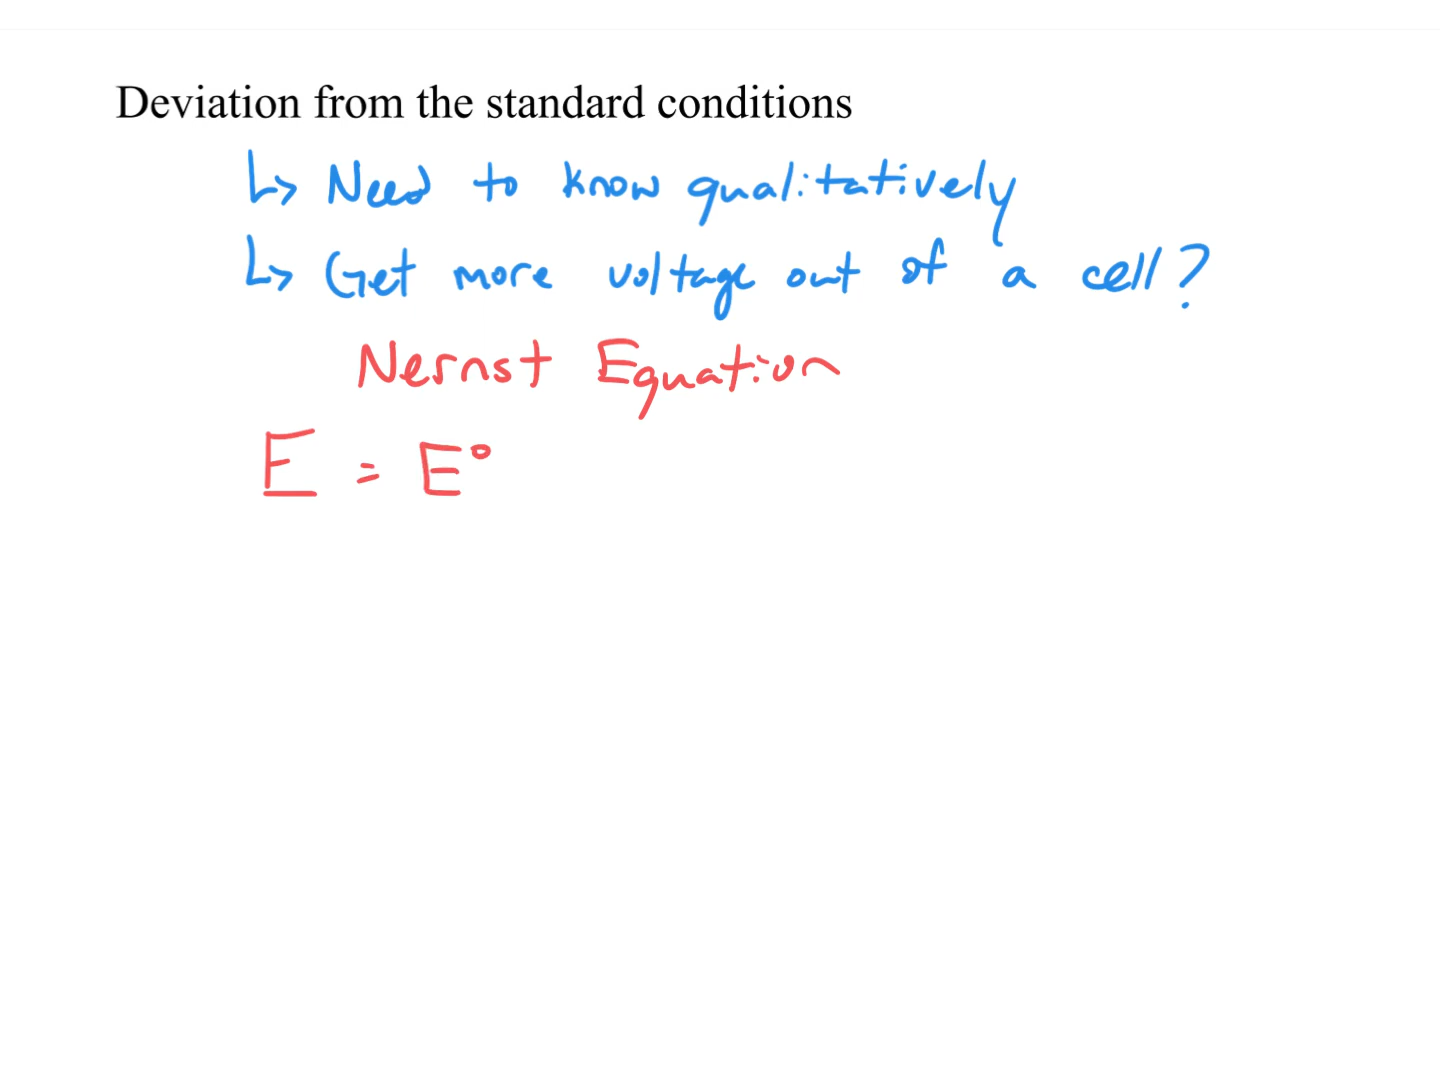 Deviation from the standard conditions
↳ Need to know qualitatively
↳ Get more voltage out of a cell?
Nernst Equation
E = E°